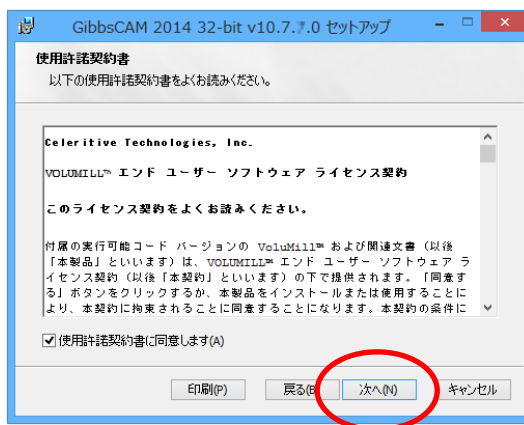 GibbsCAM 2014 32-bit v10.7.7.0 セットアップ
使用許諾契約書
以下の使用許諾契約書をよくお読みください。
Celeritive Technologies, Inc.
VOLUMILL™ エンド ユーザー ソフトウェア ライセンス契約
このライセンス契約をよくお読みください。
付属の実行可能コード バージョンの VoluMill™ および関連文書 (以後
「本製品」といいます) は、VOLUMILL™ エンド ユーザー ソフトウェア ラ
イセンス契約 (以後「本契約」といいます) の下で提供されます。「同意す
る」ボタンをクリックするか、本製品をインストールまたは使用することに
より、本契約に拘束されることに同意することになります。本契約の条件に
使用許諾契約書に同意します(A)
印刷(P) 戻る(B 次へ(N) キャンセル